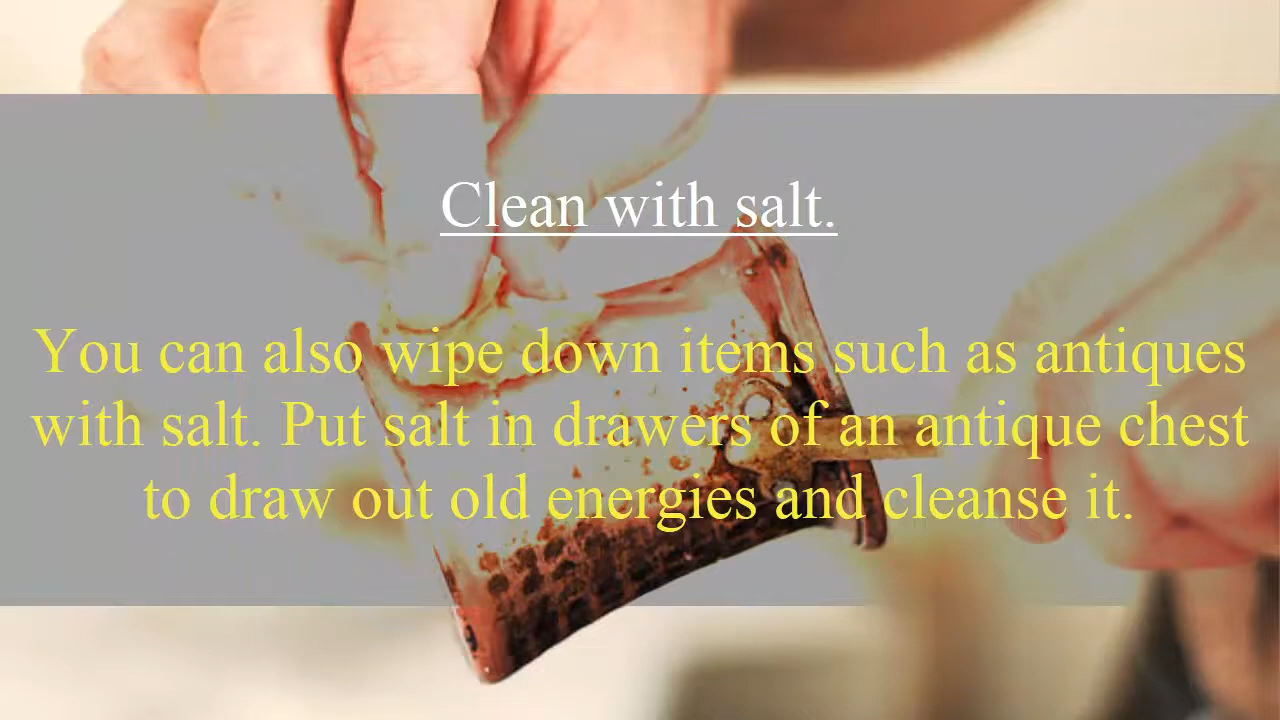 Clean with salt.
You can also wipe down items such as antiques
with salt. Put salt in drawers of an antique chest
to draw out old energies and cleanse it.